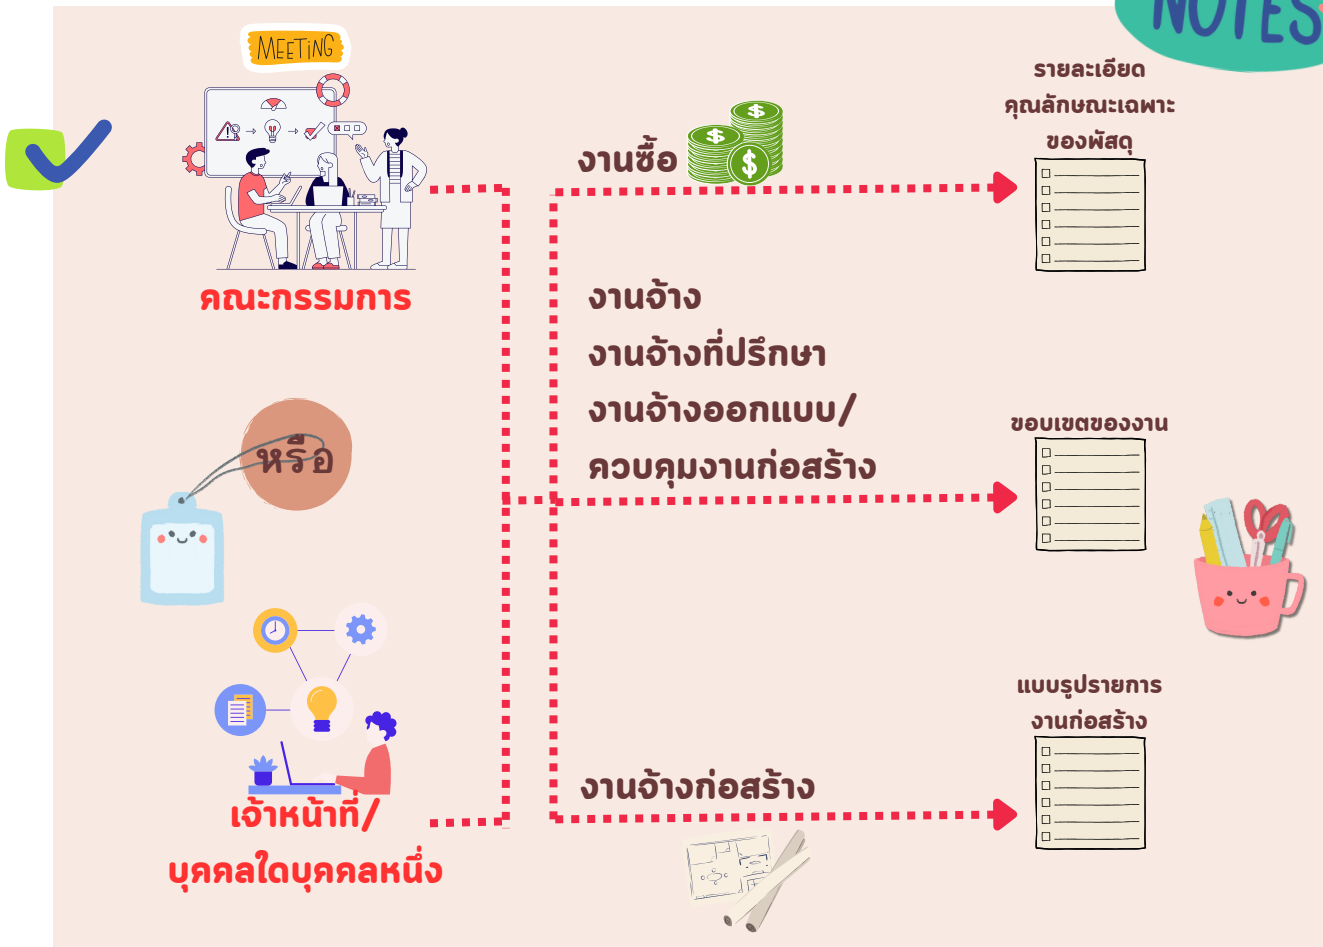 NOTES
MEETING
คณะกรรมการ
หรือ
เจ้าหน้าที่/
บุคคลใดบุคคลหนึ่ง
งานซื้อ
งานจ้าง
งานจ้างที่ปรึกษา
งานจ้างออกแบบ/
ควบคุมงานก่อสร้าง
งานจ้างก่อสร้าง
รายละเอียด
คุณลักษณะเฉพาะ
ของพัสดุ
ขอบเขตของงาน
แบบรูปรายการ
งานก่อสร้าง